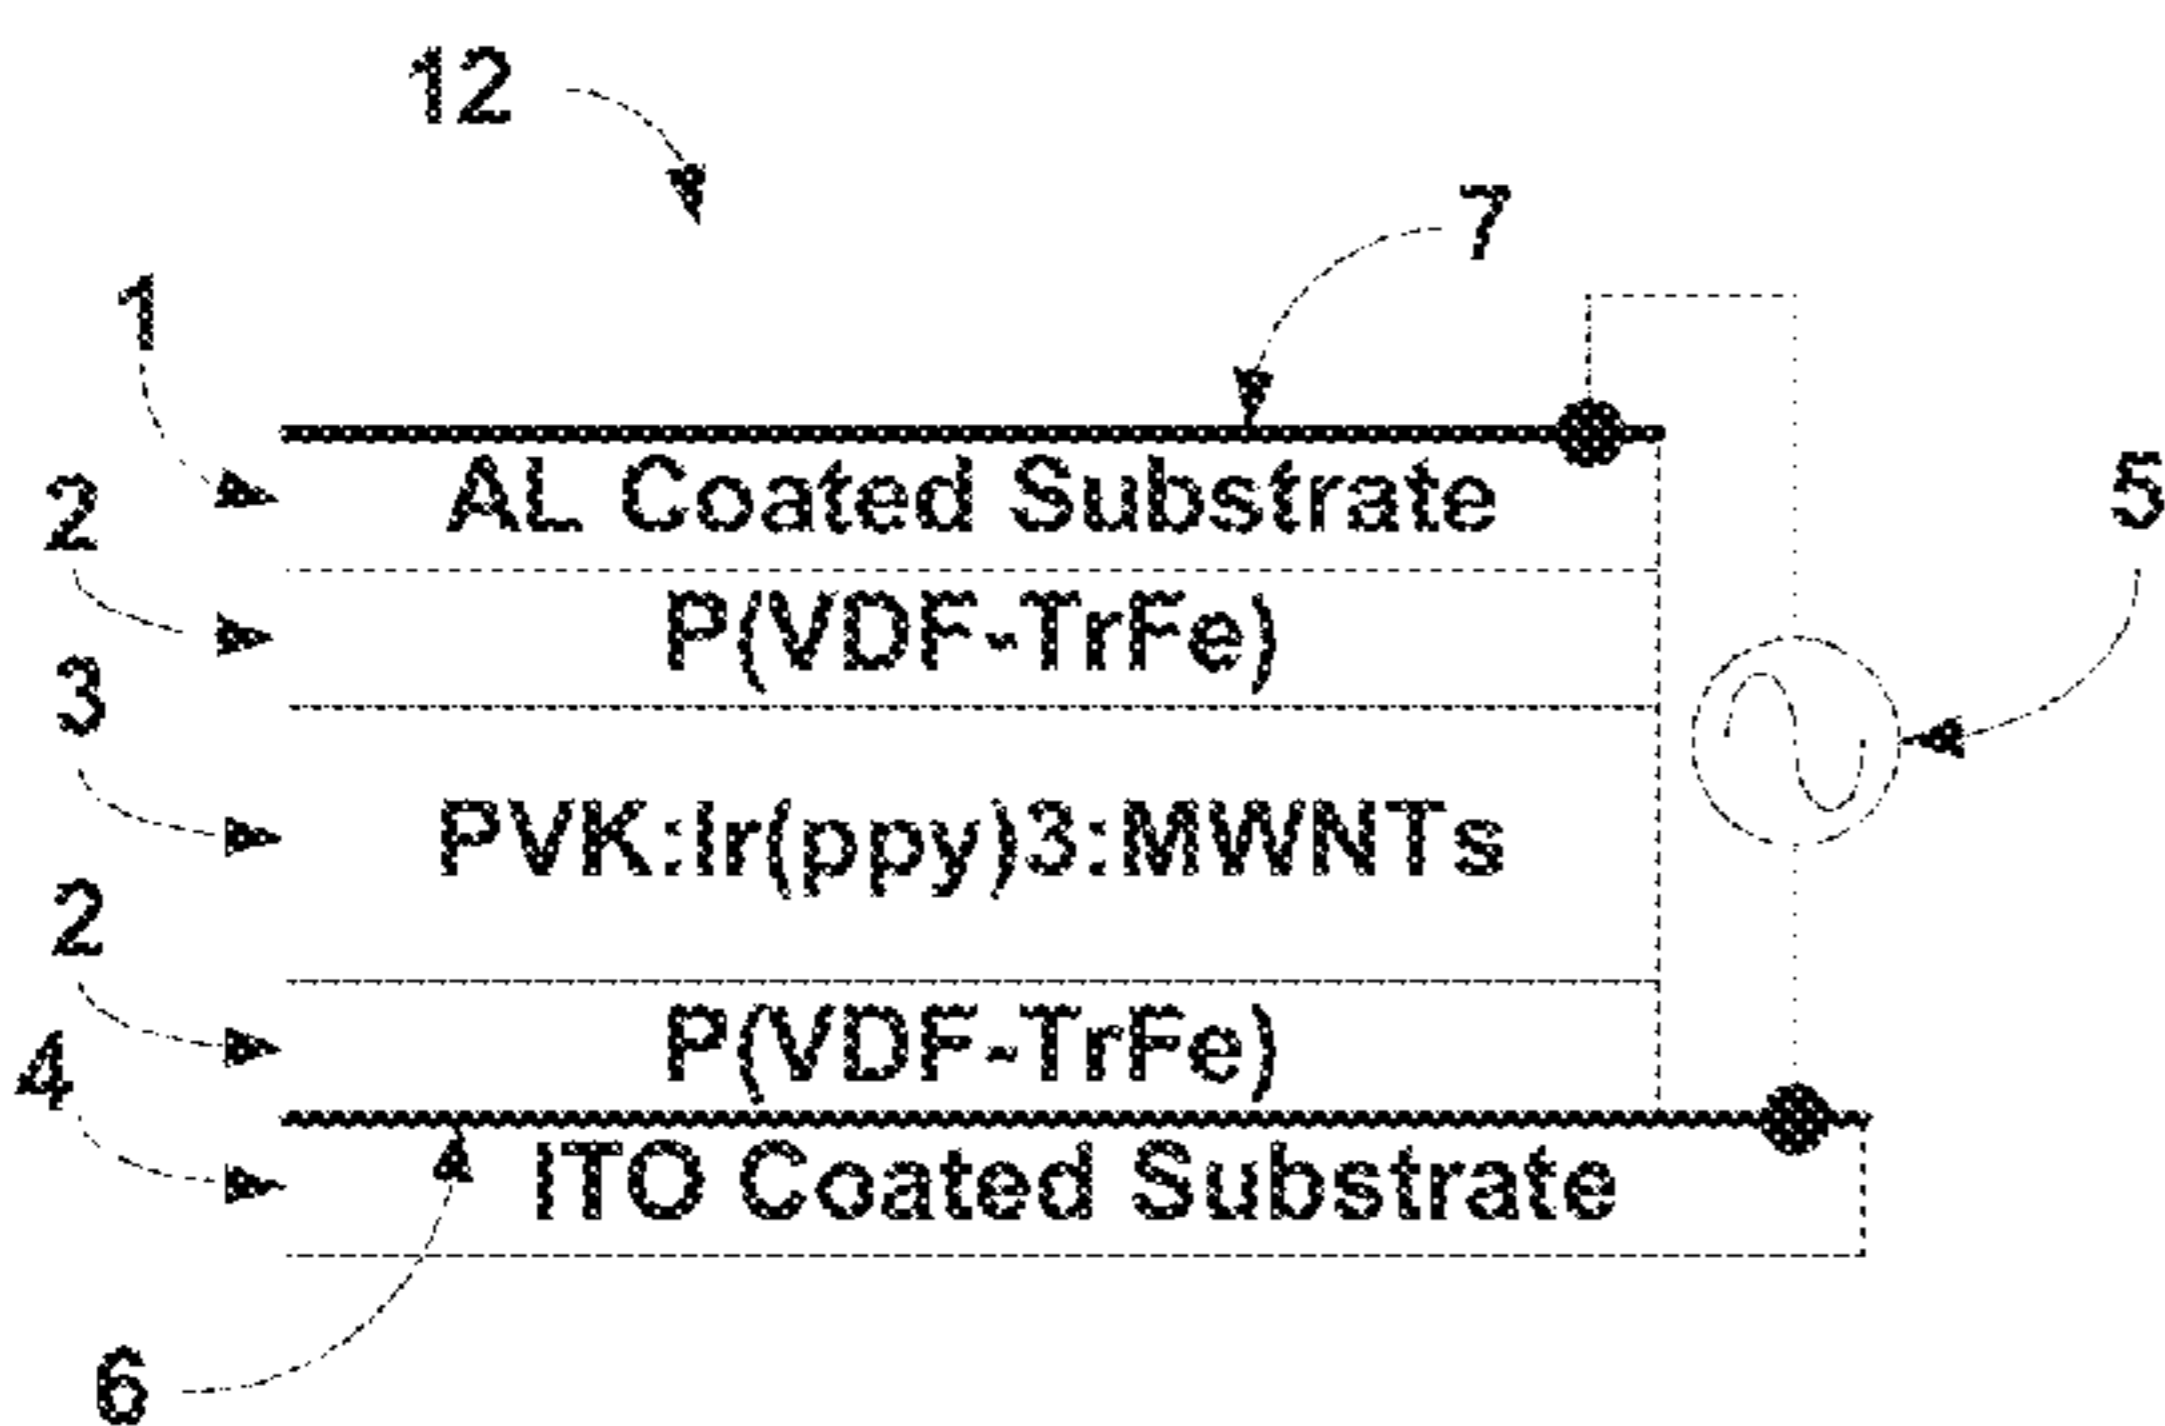 12
7
1
AL Coated Substrate
5
2
P(VDF-TrFe)
3
PVK:Ir(ppy)3:MWNTs
2
P(VDF-TrFe)
4
ITO Coated Substrate
6